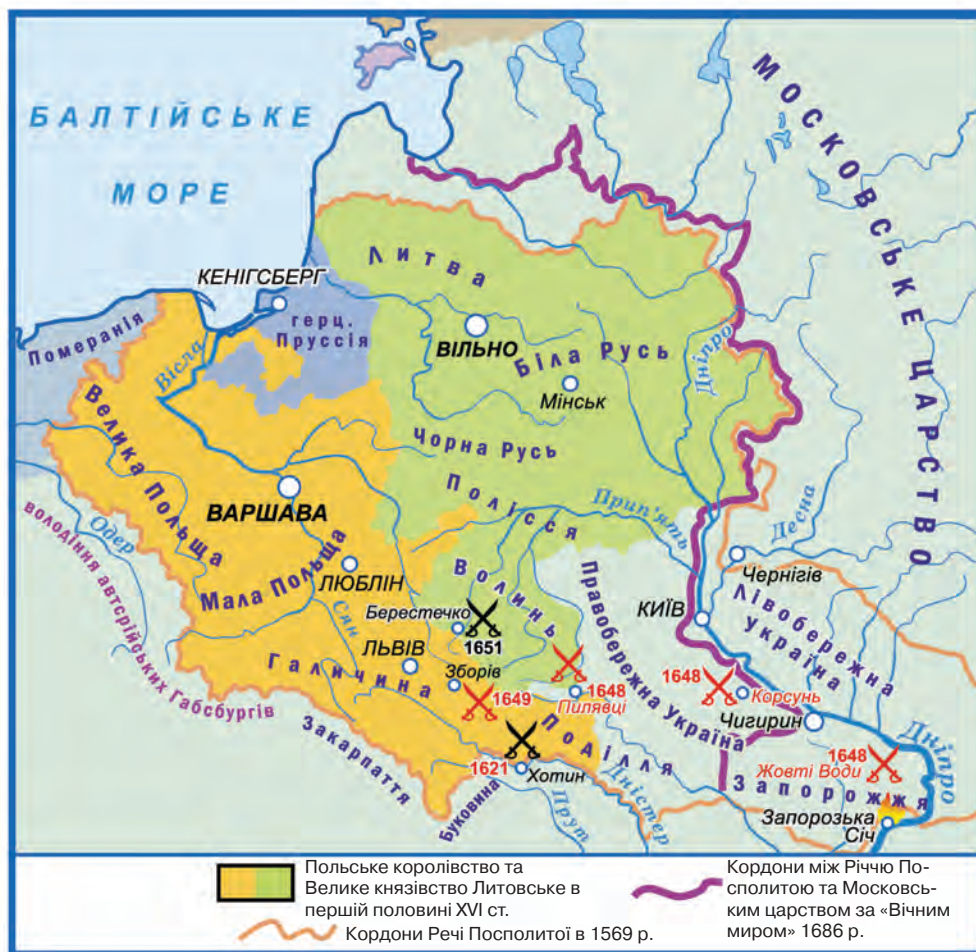 БАЛТІЙСЬКЕ
МОРЕ
МОСКОВСЬКЕ ЦАРСТВО
Литва
КЕНІГСБЕРГ
герц.
Пруссія
Померанія
Вісла
ВІЛЬНО
Біла Русь
Мінськ
Дніпро
Велика Польща
Чорна Русь
Полісся
Прип'ять
Десна
ВАРШАВА
Одер
володіння автсрійських Габсбургів
Мала Польща
ЛЮБЛІН
Сян
Волинь
Берестечко
1651
Чернігів
КИЇВ
Лівобережна
Україна
Правобережна Україна
ЛЬВІВ
Галичина
Зборів
1649
1648
Пилявці
1648
Корсунь
Чигирин
Закарпаття
ПоАілля
1621
Хотин
Буковина
Прут
Дністер
1648
Жовті Води
Дніпро
Запорожжя
Запорозька
Січ
Польське королівство та
Велике князівство Литовське в
першій половині XVI ст.
Кордони Речі Посполитої в 1569 р.
Кордони між Річчю По-
сполитою та Московсь-
ким царством за «Вічним
миром» 1686 р.